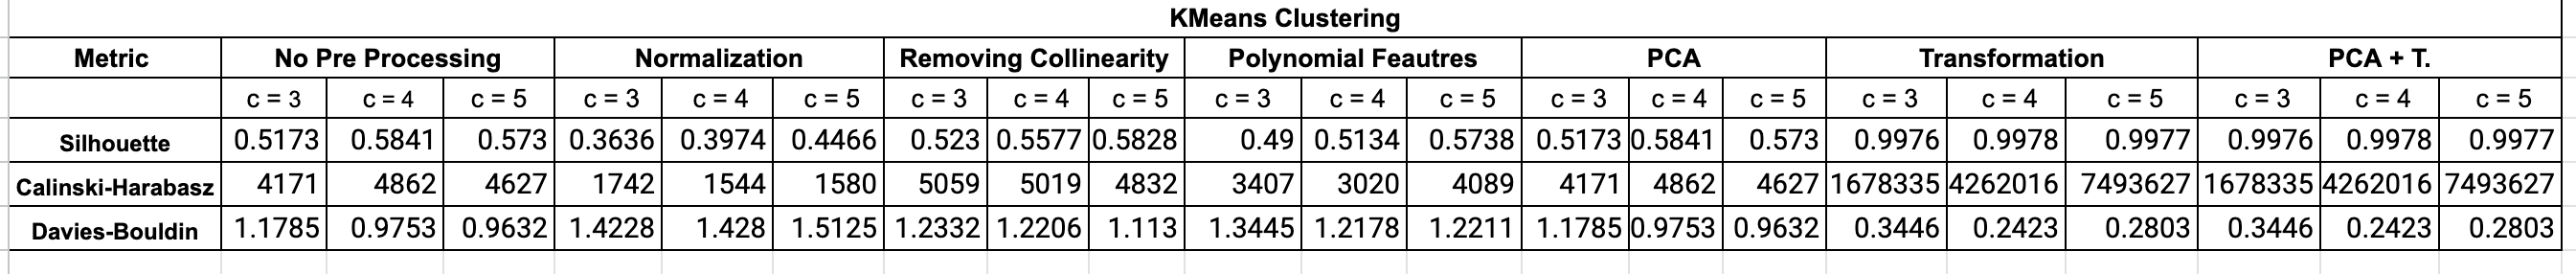 KMeans Clustering
Metric No Pre Processing Normalization Removing Collinearity Polynomial Feautres PCA Transformation PCA + T.
c = 3 c = 4 c = 5 c = 3 c = 4 c = 5 c = 3 c = 4 c = 5 c = 3 c = 4 c = 5 c = 3 c = 4 c = 5 c = 3 c = 4 c = 5 c = 3 c = 4 c = 5
Silhouette 0.5173 0.5841 0.573 0.3636 0.3974 0.4466 0.523 0.5577 0.5828 0.49 0.5134 0.5738 0.5173 0.5841 0.573 0.9976 0.9978 0.9977 0.9976 0.9978 0.9977
Calinski-Harabasz 4171 4862 4627 1742 1544 1580 5059 5019 4832 3407 3020 4089 4171 4862 4627 1678335 4262016 7493627 1678335 4262016 7493627
Davies-Bouldin 1.1785 0.9753 0.9632 1.4228 1.428 1.5125 1.2332 1.2206 1.113 1.3445 1.2178 1.2211 1.1785 0.9753 0.9632 0.3446 0.2423 0.2803 0.3446 0.2423 0.2803